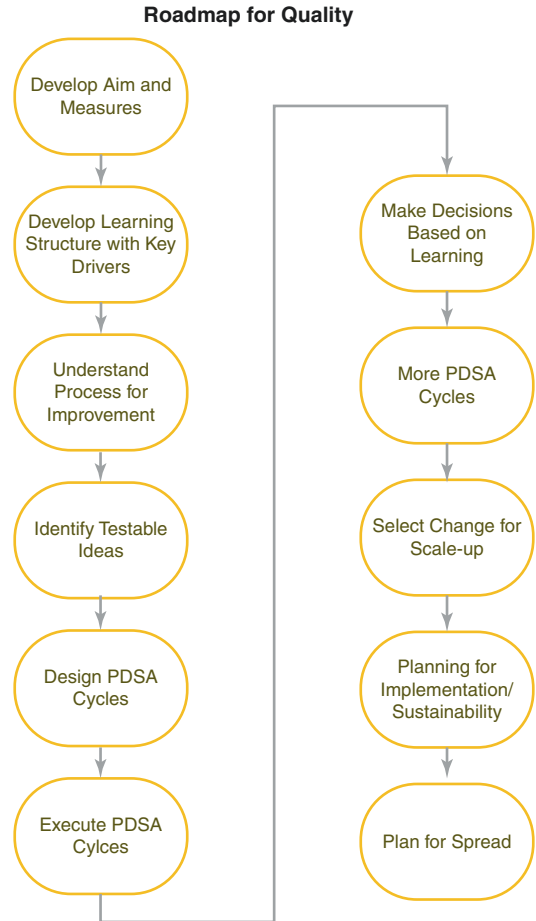 Roadmap for Quality
Develop Aim and
Measures
Develop Learning
Structure with Key
Drivers
Understand
Process for
Improvement
Identify Testable
Ideas
Design PDSA
Cycles
Execute PDSA
Cylces
Make Decisions
Based on
Learning
More PDSA
Cycles
Select Change for
Scale-up
Planning for
Implementation/
Sustainability
Plan for Spread